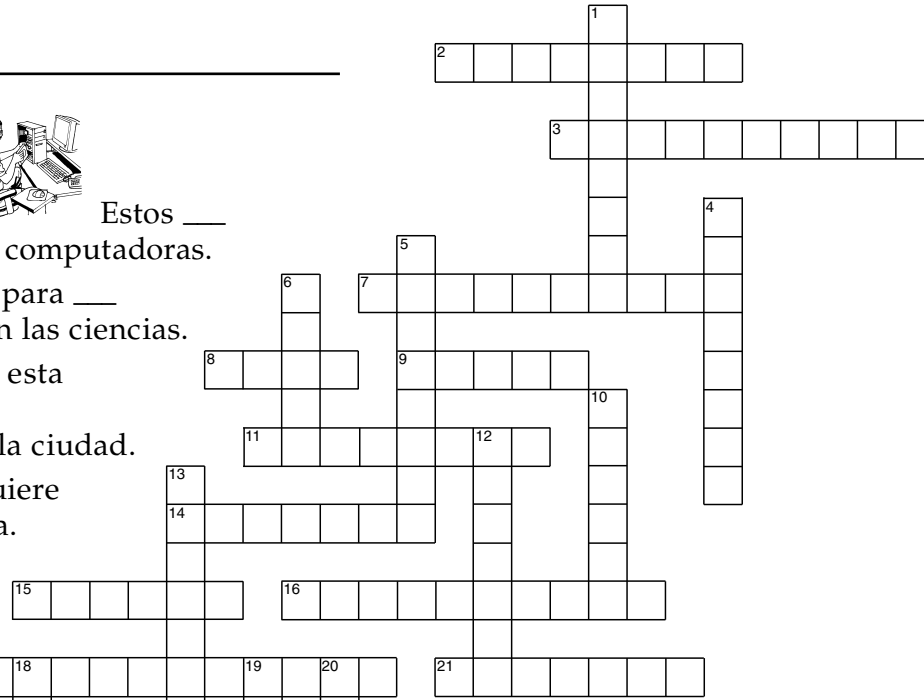 1
2
3
Estos ___
computadoras.
para ___
n las ciencias.
esta
la ciudad.
uiere
a.
4
5
6
7
8
9
10
11
12
13
14
15
16
18
19
20
21